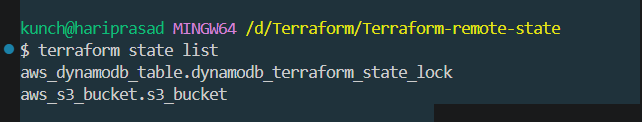 kunch@hariprasad MINGW64 /d/Terraform/Terraform-remote-state
$ terraform state list
aws_dynamodb_table.dynamodb_terraform_state_lock
aws_s3_bucket.s3_bucket